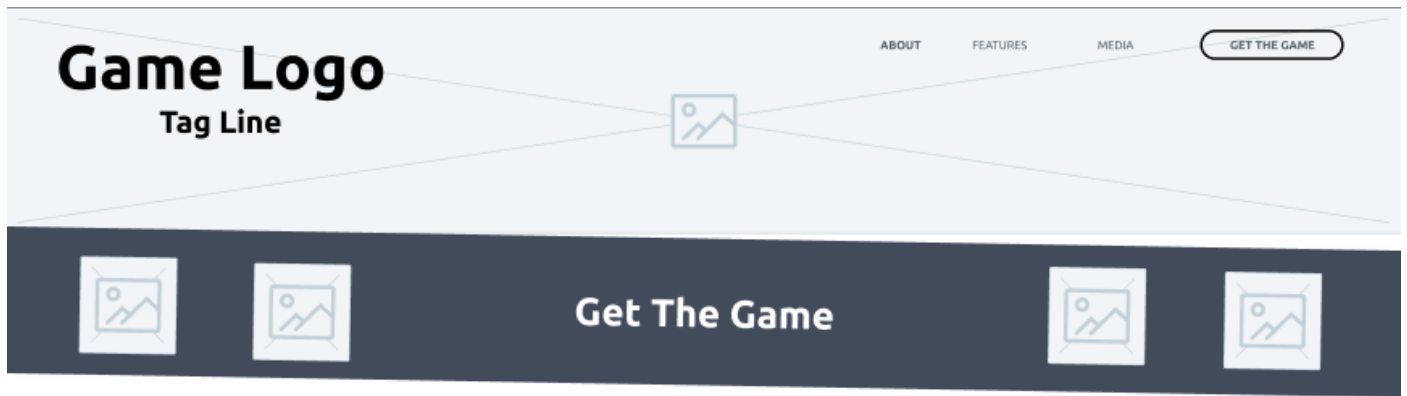 Game Logo
Tag Line
ABOUT FEATURES MEDIA GET THE GAME
Get The Game